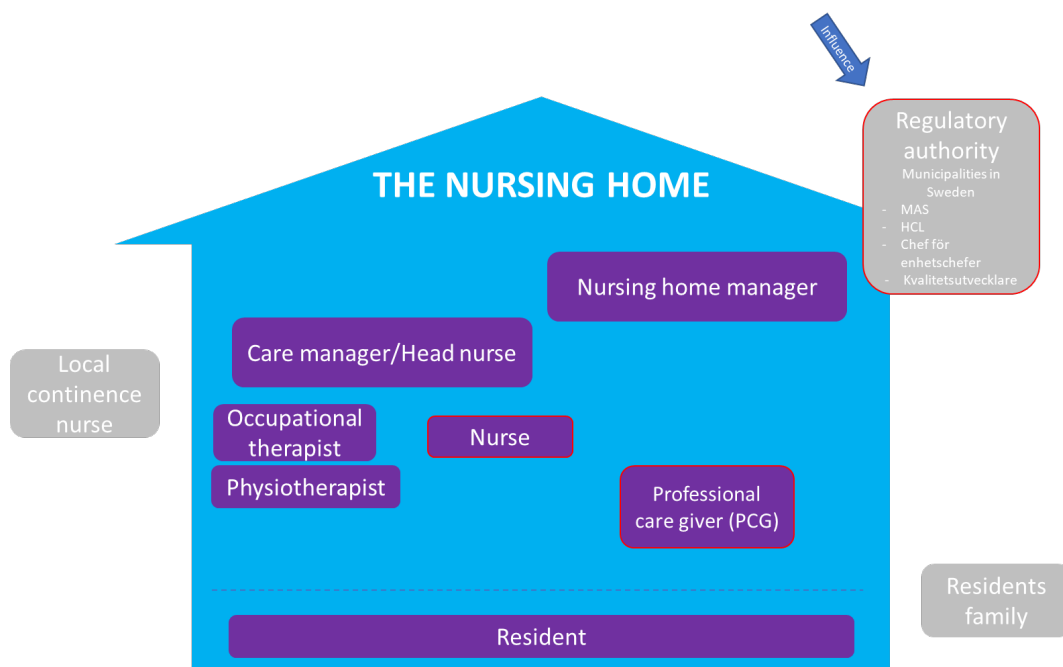 Influence
Regulatory
authority
Municipalities in
Sweden
- MAS
- HCL
- Chef för
enhetschefer
- Kvalitetsutvecklare
THE NURSING HOME
Nursing home manager
Care manager/Head nurse
Local
continence
nurse
Occupational
therapist
Nurse
Physiotherapist
Professional
care giver (PCG)
Residents
family
Resident